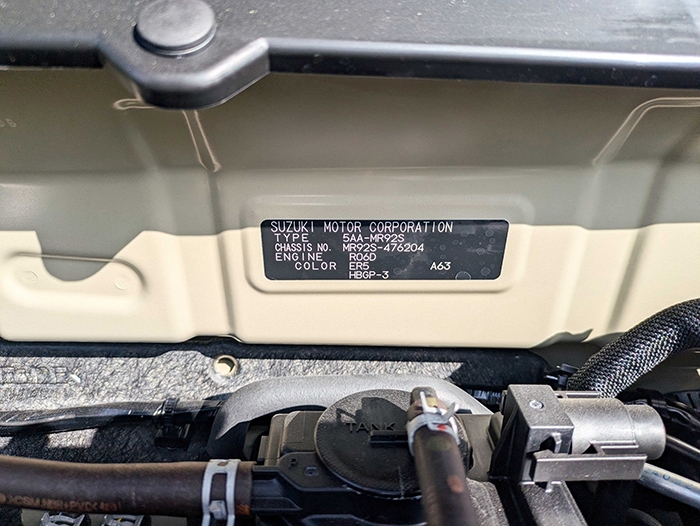 SUZUKI MOTOR CORPORATION
TYPE 5AA-MR92S
CHASSIS NO. MR92S-476204
ENGINE R06D
COLOR ER5 A63
HBGP-3
TANK